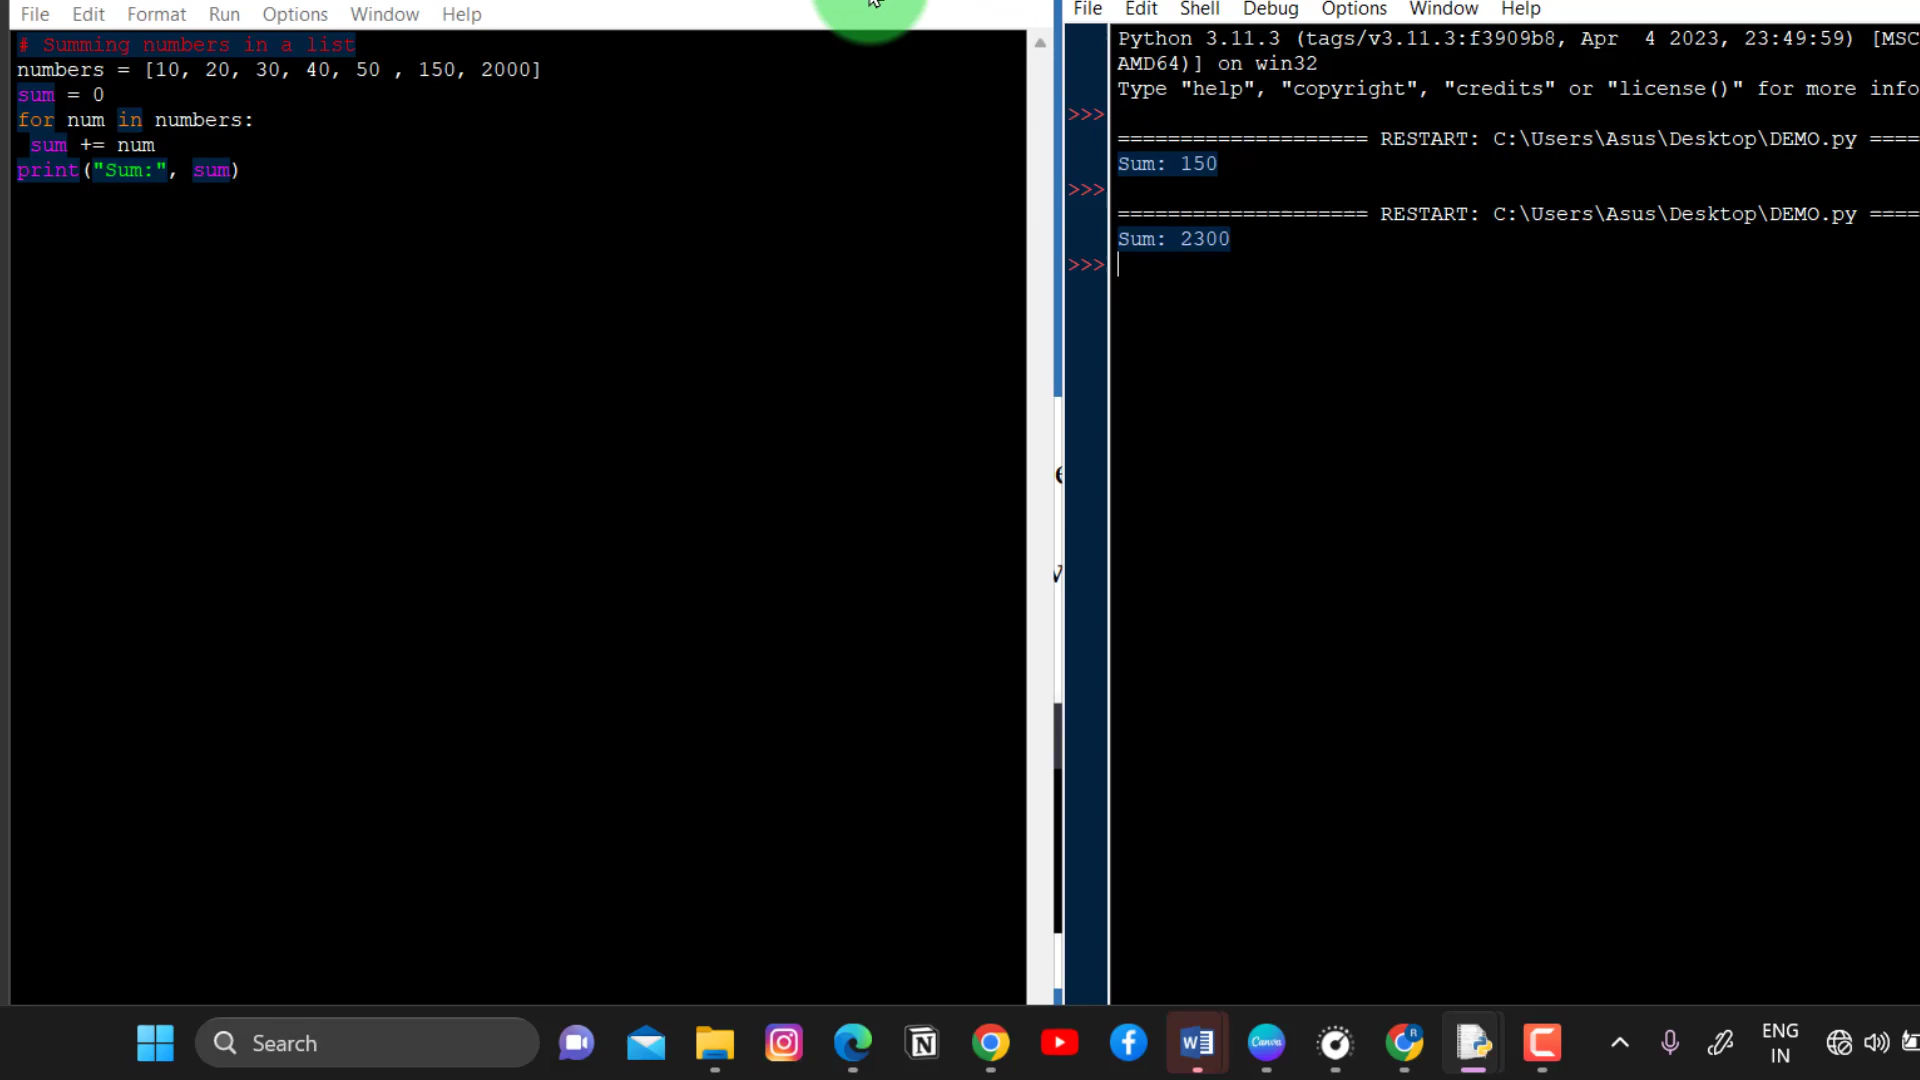 File Edit Format Run Options Window Help
# Summing numbers in a list
numbers = [10, 20, 30, 40, 50 , 150, 2000]
sum = 0
for num in numbers:
 sum += num
print("Sum:", sum)
File Edit Shell Debug Options Window Help
Python 3.11.3 (tags/v3.11.3:f3909b8, Apr  4 2023, 23:49:59) [MSC
AMD64)] on win32
Type "help", "copyright", "credits" or "license()" for more info
>>>
==================== RESTART: C:\Users\Asus\Desktop\DEMO.py ====
Sum: 150
>>>
==================== RESTART: C:\Users\Asus\Desktop\DEMO.py ====
Sum: 2300
>>>
Search
Canva
R
ENG
IN